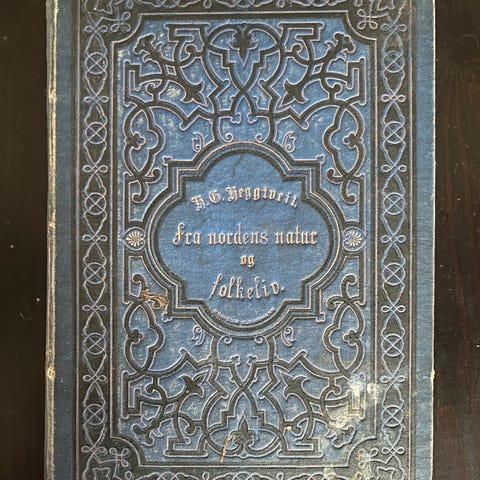 H. G. Heggtveit.
Fra nordens natur
og
folkeliv.